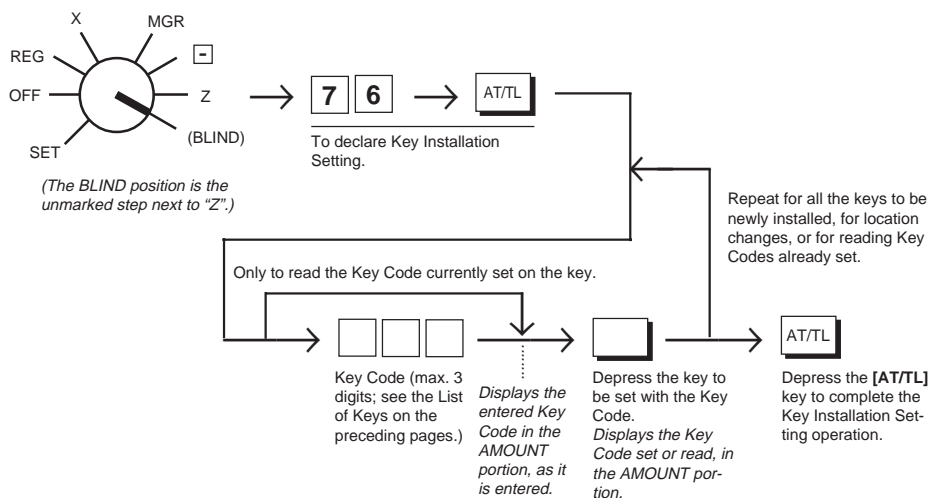 X
MGR
REG
-
OFF
Z
SET
(BLIND)
(The BLIND position is the
unmarked step next to “Z”.)
7 6
AT/TL
To declare Key Installation
Setting.
Repeat for all the keys to be
newly installed, for location
changes, or for reading Key
Codes already set.
Only to read the Key Code currently set on the key.
Key Code (max. 3
digits; see the List
of Keys on the
preceding pages.)
Displays the
entered Key
Code in the
AMOUNT
portion, as it
is entered.
Depress the key to
be set with the Key
Code.
Displays the Key
Code set or read, in
the AMOUNT por-
tion.
AT/TL
Depress the [AT/TL]
key to complete the
Key Installation Set-
ting operation.